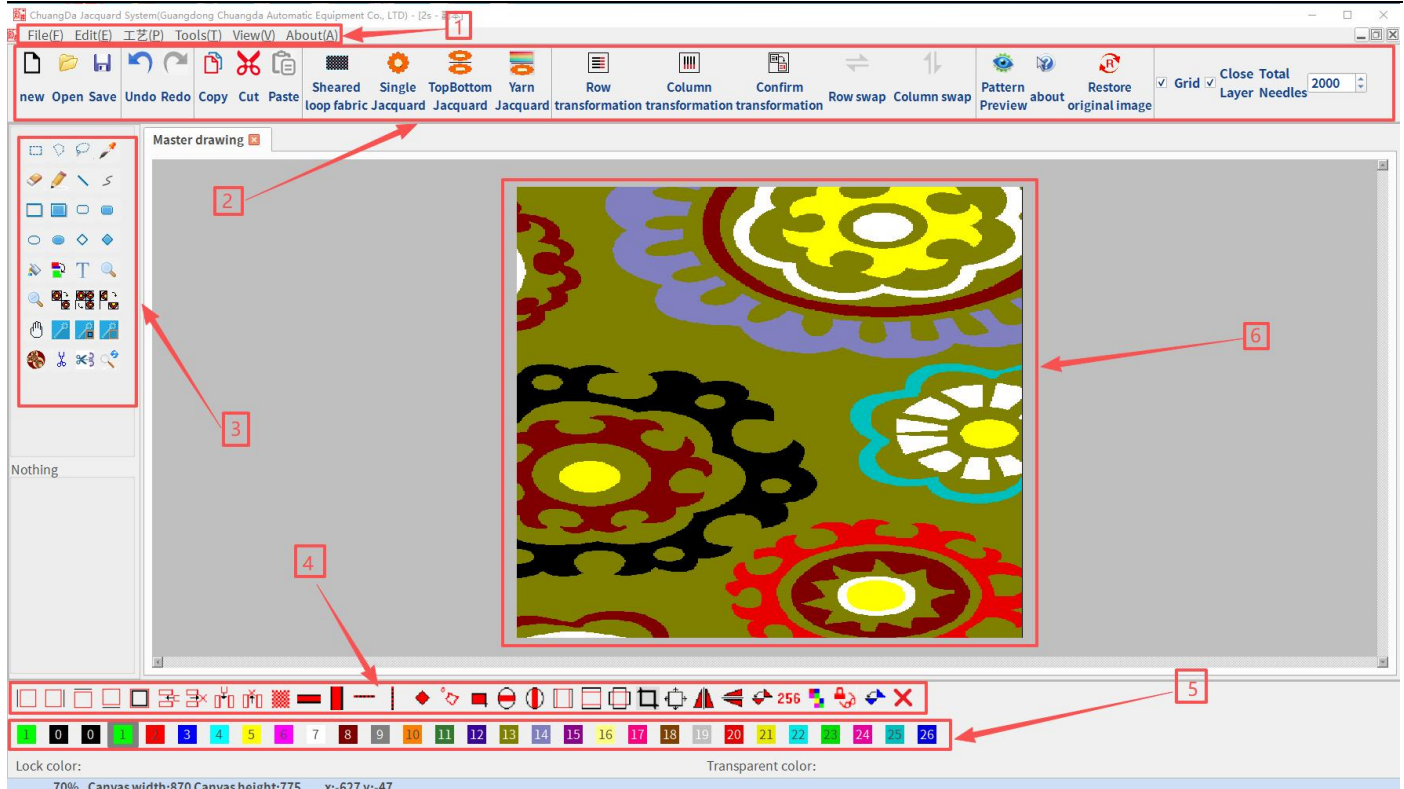 ChuangDa Jacquard System(Guangdong Chuangda Automatic Equipment Co., LTD) - [2s - 副本]
File(F) Edit(E) 工艺(P) Tools(T) View(V) About(A)
1
new Open Save Undo Redo Copy Cut Paste
Sheared loop fabric
Single Jacquard
TopBottom Jacquard
Yarn Jacquard
Row transformation
Column transformation
Confirm transformation
Row swap Column swap
Pattern Preview
about
Restore original image
Grid
Close Layer
Total Needles
2000
Master drawing
2
3
Nothing
6
4
256
5
1 0 0 1 2 3 4 5 6 7 8 9 10 11 12 13 14 15 16 17 18 19 20 21 22 23 24 25 26
Lock color:
Transparent color:
70% Canvas width:870 Canvas height:775 x:-627 y:-47